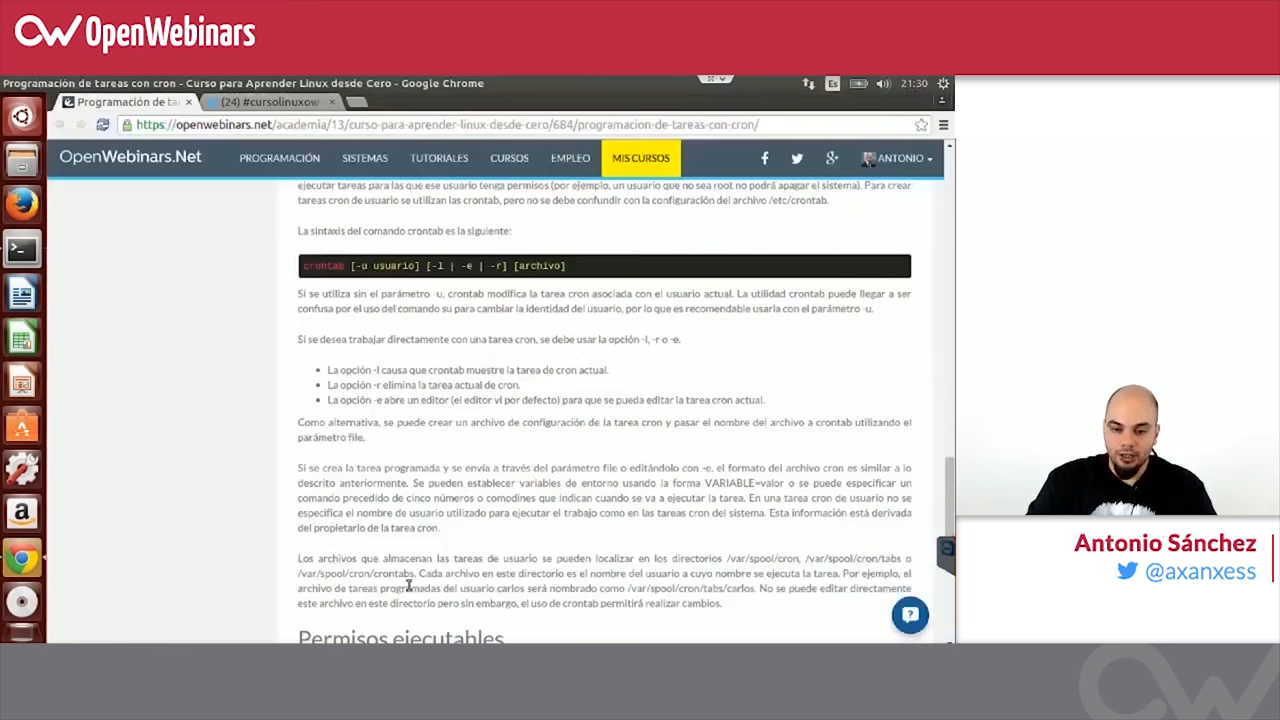 OpenWebinars
Programación de tareas con cron - Curso para Aprender Linux desde Cero - Google Chrome
Es
21:30
Programación de ta
(24) #cursolinuxow
https://openwebinars.net/academia/13/curso-para-aprender-linux-desde-cero/684/programacion-de-tareas-con-cron/
OpenWebinars.Net
PROGRAMACIÓN
SISTEMAS
TUTORIALES
CURSOS
EMPLEO
MIS CURSOS
ANTONIO
ejecutar tareas para las que ese usuario tenga permisos (por ejemplo, un usuario que no sea root no podrá apagar el sistema). Para crear
tareas cron de usuario se utilizan las crontab, pero no se debe confundir con la configuración del archivo /etc/crontab.
La sintaxis del comando crontab es la siguiente:
crontab [-u usuario] [-l | -e | -r] [archivo]
Si se utiliza sin el parámetro -u, crontab modifica la tarea cron asociada con el usuario actual. La utilidad crontab puede llegar a ser
confusa por el uso del comando su para cambiar la identidad del usuario, por lo que es recomendable usarla con el parámetro -u.
Si se desea trabajar directamente con una tarea cron, se debe usar la opción -l, -r o -e.
• La opción -l causa que crontab muestre la tarea de cron actual.
• La opción -r elimina la tarea actual de cron.
• La opción -e abre un editor (el editor vi por defecto) para que se pueda editar la tarea cron actual.
Como alternativa, se puede crear un archivo de configuración de la tarea cron y pasar el nombre del archivo a crontab utilizando el
parámetro file.
Si se crea la tarea programada y se envía a través del parámetro file o editándolo con -e, el formato del archivo cron es similar a lo
descrito anteriormente. Se pueden establecer variables de entorno usando la forma VARIABLE=valor o se puede especificar un
comando precedido de cinco números o comodines que indican cuando se va a ejecutar la tarea. En una tarea cron de usuario no se
especifica el nombre de usuario utilizado para ejecutar el trabajo como en las tareas cron del sistema. Esta información está derivada
del propietario de la tarea cron.
Los archivos que almacenan las tareas de usuario se pueden localizar en los directorios /var/spool/cron, /var/spool/cron/tabs o
/var/spool/cron/crontabs. Cada archivo en este directorio es el nombre del usuario a cuyo nombre se ejecuta la tarea. Por ejemplo, el
archivo de tareas programadas del usuario carlos será nombrado como /var/spool/cron/tabs/carlos. No se puede editar directamente
este archivo en este directorio pero sin embargo, el uso de crontab permitirá realizar cambios.
Permisos ejecutables
Antonio Sánchez
@axanxess